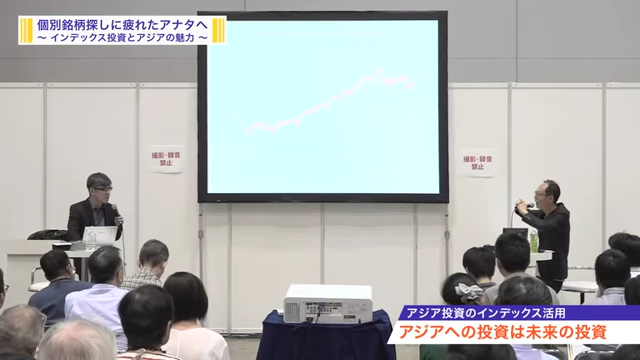 個別銘柄探しに疲れたアナタへ
～ インデックス投資とアジアの魅力 ～
撮影・録音
禁止
撮影・録音
禁止
アジア投資のインデックス活用
アジアへの投資は未来の投資